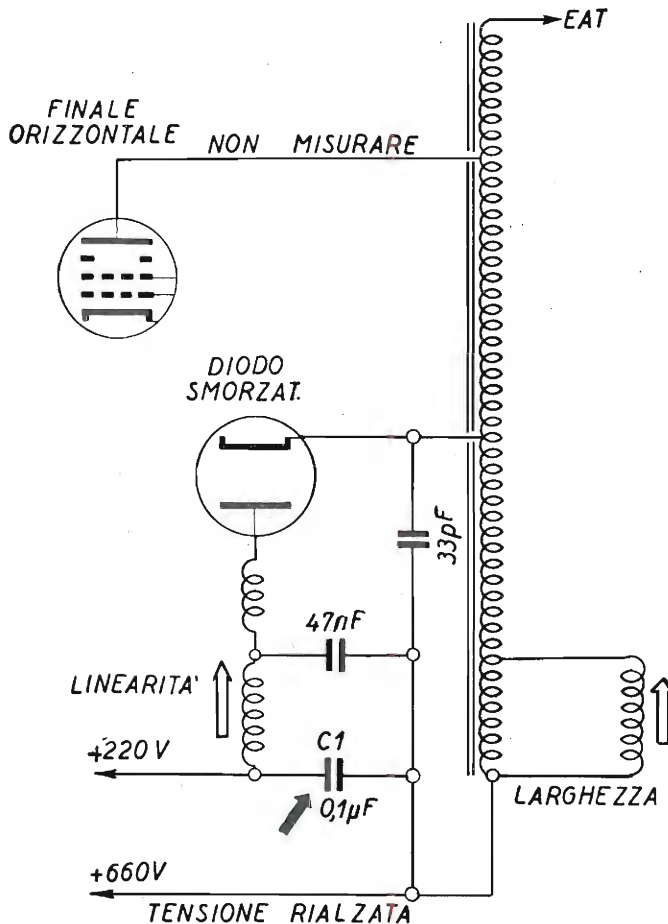 EAT
FINALE
ORIZZONTALE
NON MISURARE
DIODO
SMORZAT.
33pF
47nF
LINEARITA'
+220V
C1
0,1µF
LARGHEZZA
+660V
TENSIONE RIALZATA